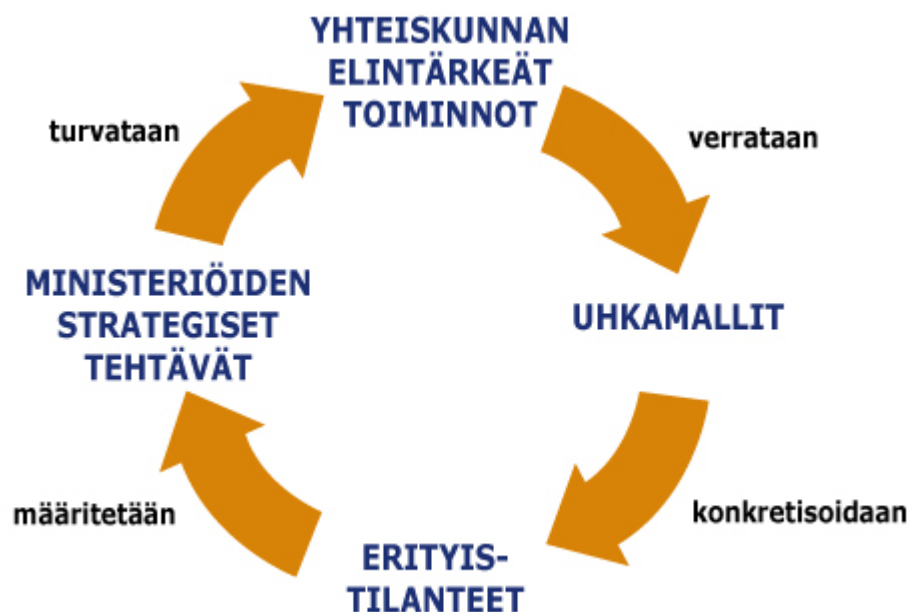 YHTEISKUNNAN
ELINTÄRKEÄT
TOIMINNOT
turvataan
verrataan
MINISTERIÖIDEN
STRATEGISET
TEHTÄVÄT
UHKAMALLIT
määritetään
konkretisoidaan
ERITYIS-
TILANTEET